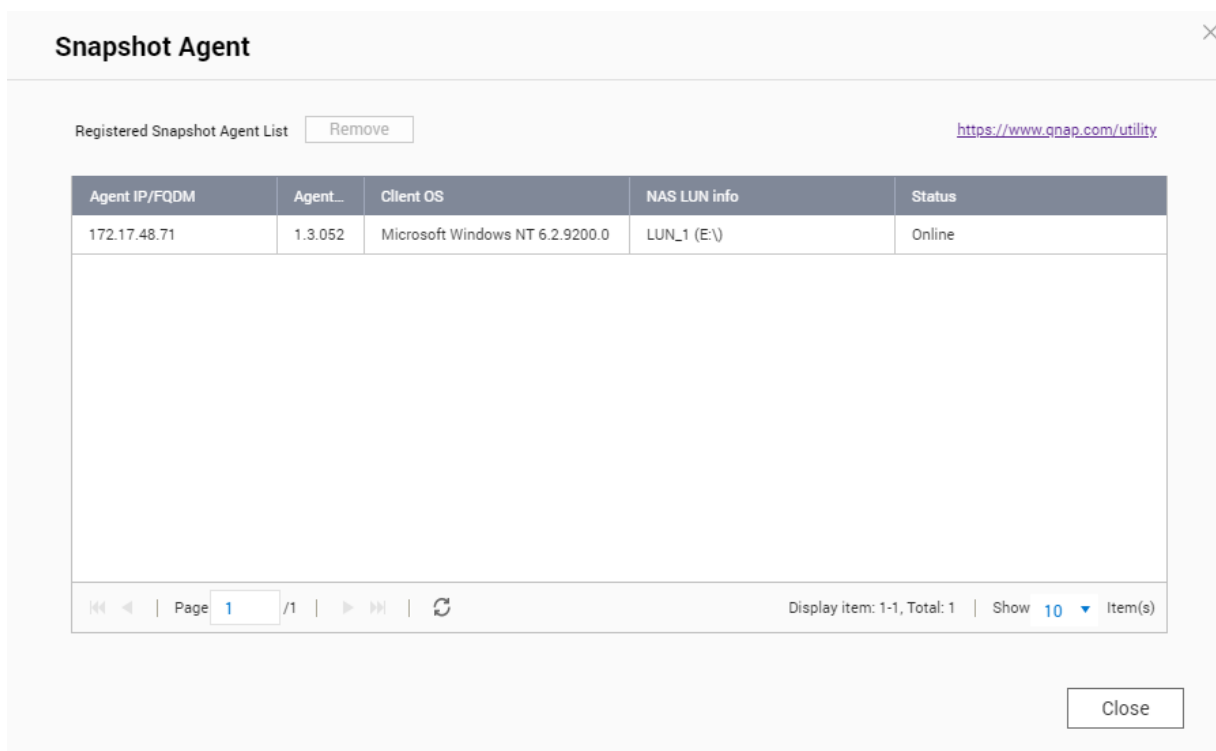 Snapshot Agent
Registered Snapshot Agent List Remove https://www.qnap.com/utility
Agent IP/FQDM Agent... Client OS NAS LUN info Status
172.17.48.71 1.3.052 Microsoft Windows NT 6.2.9200.0 LUN_1 (E:\) Online
Page 1 /1 Display item: 1-1, Total: 1 Show 10 Item(s)
Close